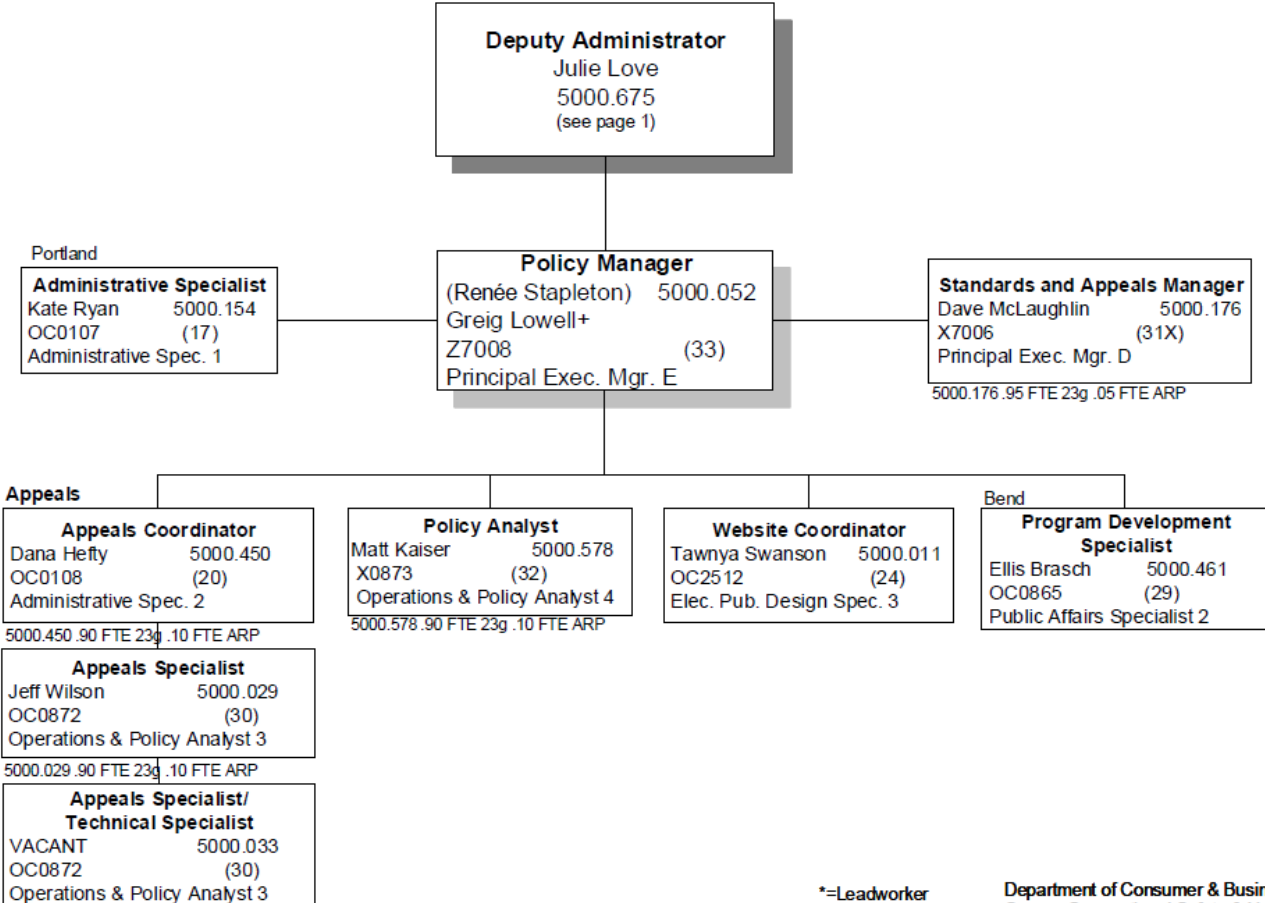 Deputy Administrator
Julie Love
5000.675
(see page 1)
Portland
Administrative Specialist
Kate Ryan 5000.154
OC0107 (17)
Administrative Spec. 1
Policy Manager
(Renée Stapleton) 5000.052
Greig Lowell+
Z7008 (33)
Principal Exec. Mgr. E
Standards and Appeals Manager
Dave McLaughlin 5000.176
X7006 (31X)
Principal Exec. Mgr. D
5000.176 .95 FTE 23g .05 FTE ARP
Appeals
Appeals Coordinator
Dana Hefty 5000.450
OC0108 (20)
Administrative Spec. 2
5000.450 .90 FTE 23g .10 FTE ARP
Appeals Specialist
Jeff Wilson 5000.029
OC0872 (30)
Operations & Policy Analyst 3
5000.029 .90 FTE 23g .10 FTE ARP
Appeals Specialist/
Technical Specialist
VACANT 5000.033
OC0872 (30)
Operations & Policy Analyst 3
Policy Analyst
Matt Kaiser 5000.578
X0873 (32)
Operations & Policy Analyst 4
5000.578 .90 FTE 23g .10 FTE ARP
Website Coordinator
Tawnya Swanson 5000.011
OC2512 (24)
Elec. Pub. Design Spec. 3
Bend
Program Development
Specialist
Ellis Brasch 5000.461
OC0865 (29)
Public Affairs Specialist 2
*=Leadworker
Department of Consumer & Busin